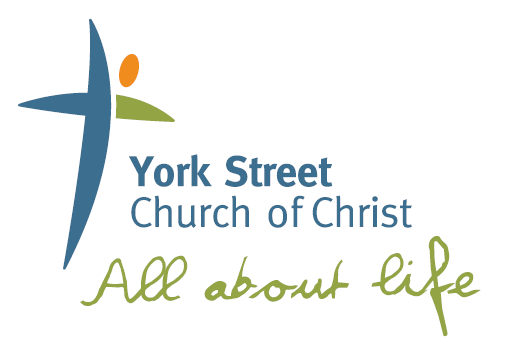 York Street
Church of Christ
All about life